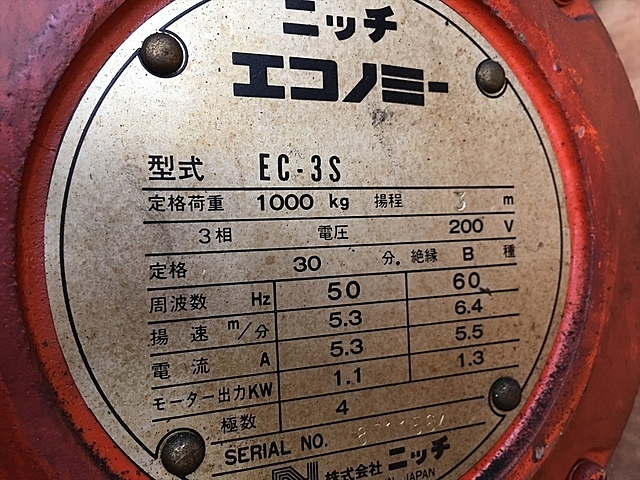 ニッチ
エコノミー
型式 EC-3S
定格荷重 1000 kg 揚程 3 m
3相 電圧 200 V
定格 30 分. 絶縁 B 種
周波数 Hz 50 60
揚速 m/分 5.3 6.4
電流 A 5.3 5.5
モーター出力KW 1.1 1.3
極数 4
SERIAL NO.
株式会社 ニッチ
JAPAN